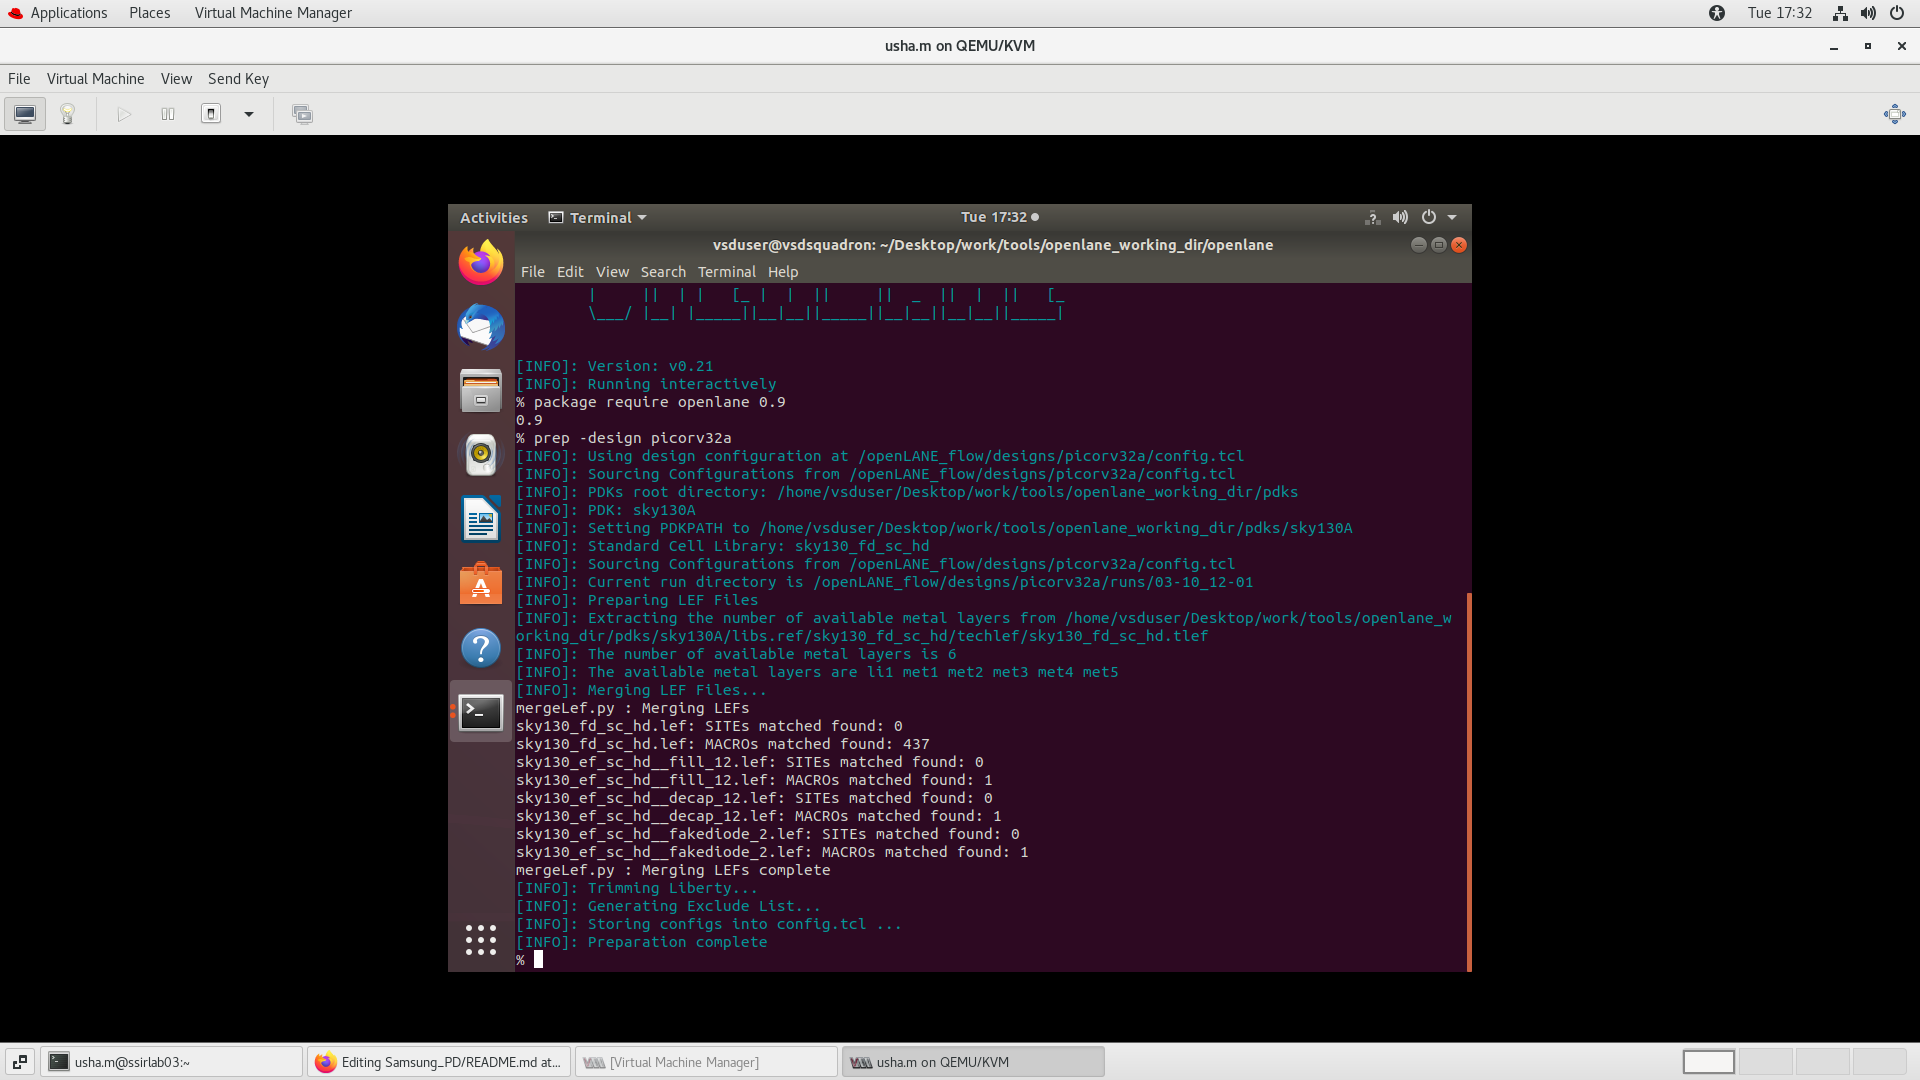 Applications Places Virtual Machine Manager Tue 17:32
usha.m on QEMU/KVM
File Virtual Machine View Send Key
Activities Terminal Tue 17:32
vsduser@vsdsquadron: ~/Desktop/work/tools/openlane_working_dir/openlane
File Edit View Search Terminal Help
[INFO]: Version: v0.21
[INFO]: Running interactively
% package require openlane 0.9
0.9
% prep -design picorv32a
[INFO]: Using design configuration at /openLANE_flow/designs/picorv32a/config.tcl
[INFO]: Sourcing Configurations from /openLANE_flow/designs/picorv32a/config.tcl
[INFO]: PDKs root directory: /home/vsduser/Desktop/work/tools/openlane_working_dir/pdks
[INFO]: PDK: sky130A
[INFO]: Setting PDKPATH to /home/vsduser/Desktop/work/tools/openlane_working_dir/pdks/sky130A
[INFO]: Standard Cell Library: sky130_fd_sc_hd
[INFO]: Sourcing Configurations from /openLANE_flow/designs/picorv32a/config.tcl
[INFO]: Current run directory is /openLANE_flow/designs/picorv32a/runs/03-10_12-01
[INFO]: Preparing LEF Files
[INFO]: Extracting the number of available metal layers from /home/vsduser/Desktop/work/tools/openlane_w
orking_dir/pdks/sky130A/libs.ref/sky130_fd_sc_hd/techlef/sky130_fd_sc_hd.tlef
[INFO]: The number of available metal layers is 6
[INFO]: The available metal layers are li1 met1 met2 met3 met4 met5
[INFO]: Merging LEF Files...
mergeLef.py : Merging LEFs
sky130_fd_sc_hd.lef: SITEs matched found: 0
sky130_fd_sc_hd.lef: MACROs matched found: 437
sky130_ef_sc_hd__fill_12.lef: SITEs matched found: 0
sky130_ef_sc_hd__fill_12.lef: MACROs matched found: 1
sky130_ef_sc_hd__decap_12.lef: SITEs matched found: 0
sky130_ef_sc_hd__decap_12.lef: MACROs matched found: 1
sky130_ef_sc_hd__fakediode_2.lef: SITEs matched found: 0
sky130_ef_sc_hd__fakediode_2.lef: MACROs matched found: 1
mergeLef.py : Merging LEFs complete
[INFO]: Trimming Liberty...
[INFO]: Generating Exclude List...
[INFO]: Storing configs into config.tcl ...
[INFO]: Preparation complete
%
usha.m@ssirlab03:~ Editing Samsung_PD/README.md at... [Virtual Machine Manager] usha.m on QEMU/KVM